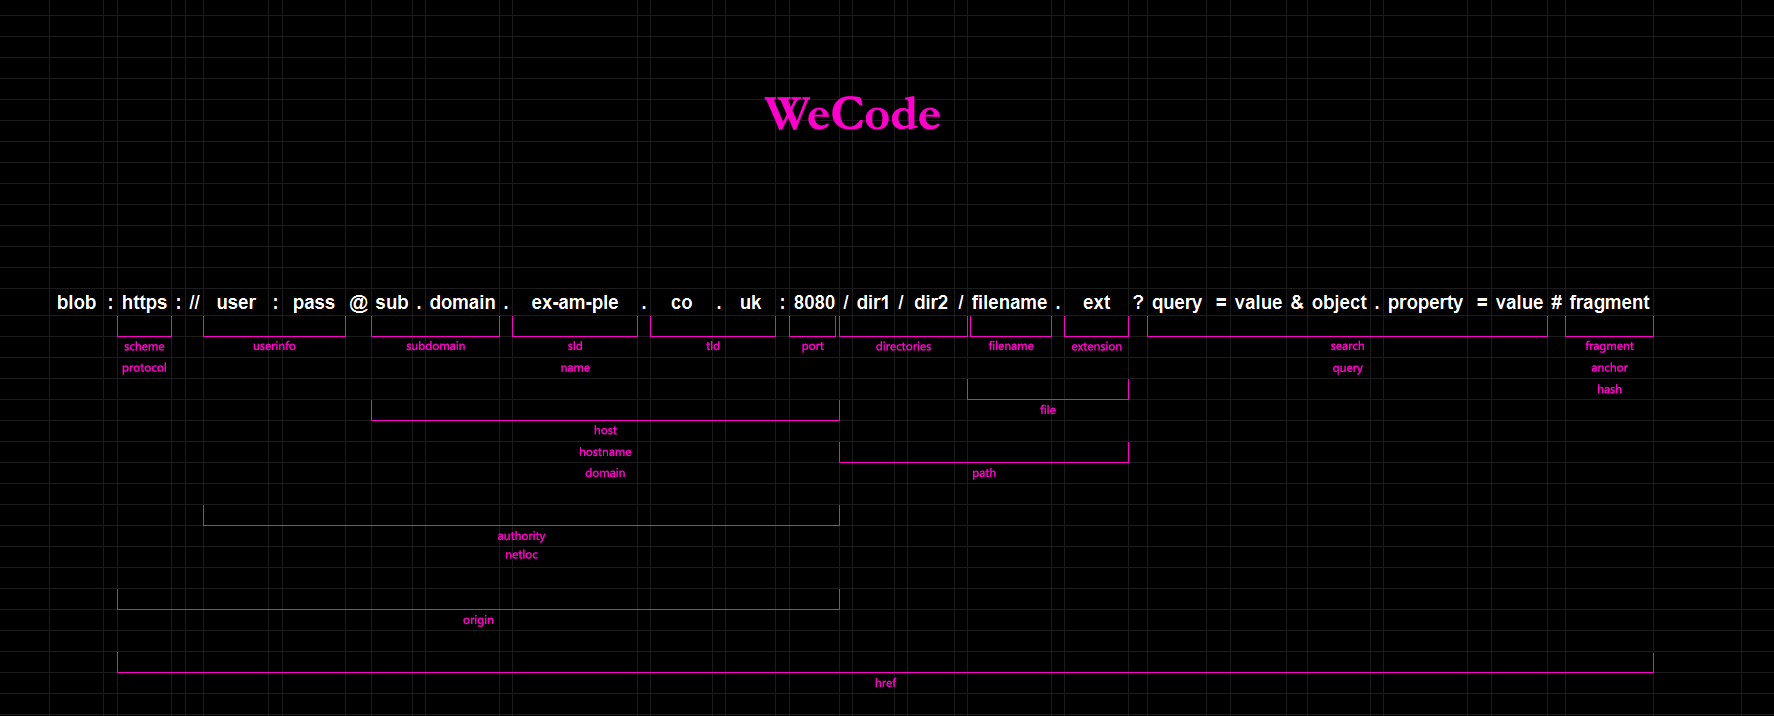 WeCode
blob : https : // user : pass @ sub . domain . ex-am-ple . co . uk : 8080 / dir1 / dir2 / filename . ext ? query = value & object . property = value # fragment
scheme userinfo subdomain sld tld port directories filename extension search fragment
protocol name query anchor
hash
file
host
hostname
domain path
authority
netloc
origin
href